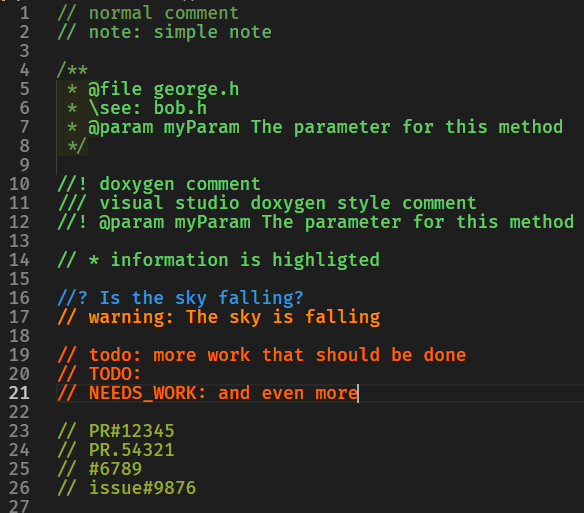 1 // normal comment
2 // note: simple note
3
4 /**
5 * @file george.h
6 * \see: bob.h
7 * @param myParam The parameter for this method
8 */
9
10 //! doxygen comment
11 /// visual studio doxygen style comment
12 //! @param myParam The parameter for this method
13
14 // * information is highligted
15
16 //? Is the sky falling?
17 // warning: The sky is falling
18
19 // todo: more work that should be done
20 // TODO:
21 // NEEDS_WORK: and even more
22
23 // PR#12345
24 // PR.54321
25 // #6789
26 // issue#9876
27